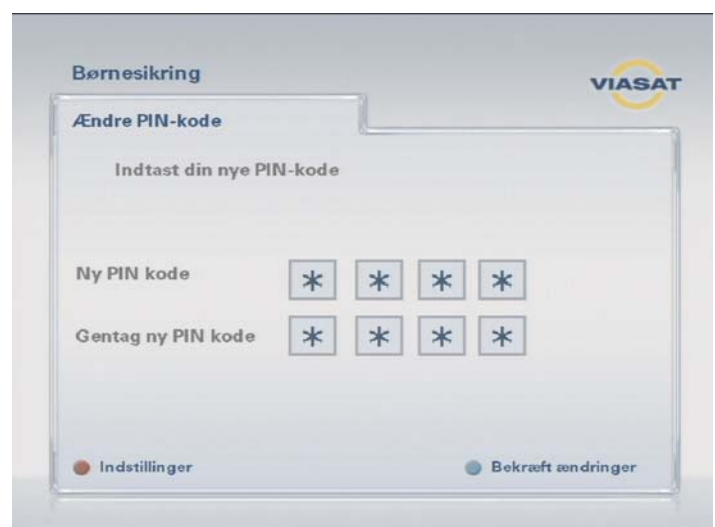 Børnesikring
VIASAT
Ændre PIN-kode
Indtast din nye PIN-kode
Ny PIN kode * * * *
Gentag ny PIN kode * * * *
Indstillinger Bekræft ændringer